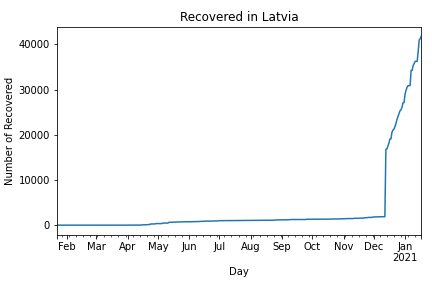 Recovered in Latvia
Number of Recovered
40000
30000
20000
10000
0
Feb Mar Apr May Jun Jul Aug Sep Oct Nov Dec Jan
2021
Day